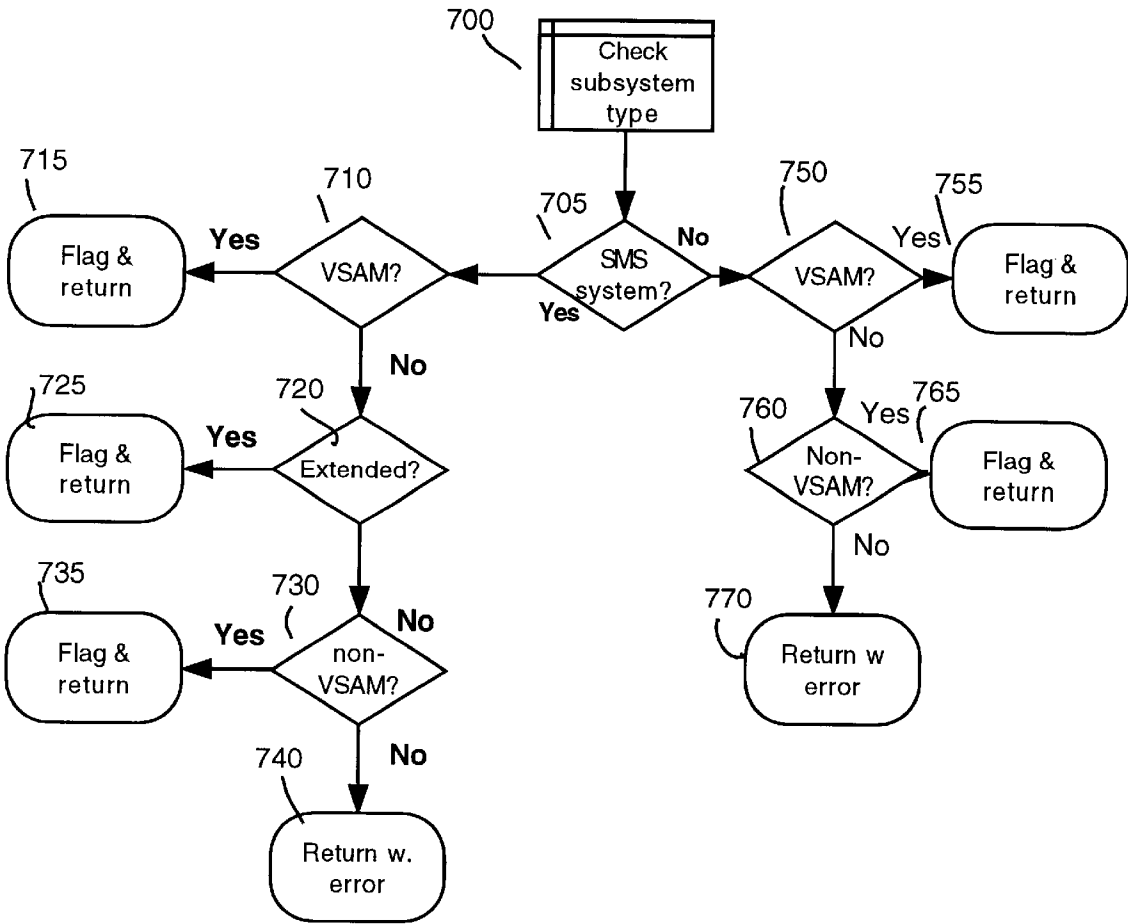 700
Check
subsystem
type
715
710
705
750
755
Yes
VSAM?
No
SMS
system?
Yes
VSAM?
Yes
Flag &
return
Flag &
return
No
No
725
720
760
765
Yes
Extended?
Yes
Flag &
return
Non-
VSAM?
Flag &
return
No
735
730
No
770
Yes
Flag &
return
non-
VSAM?
Return w
error
No
740
Return w.
error